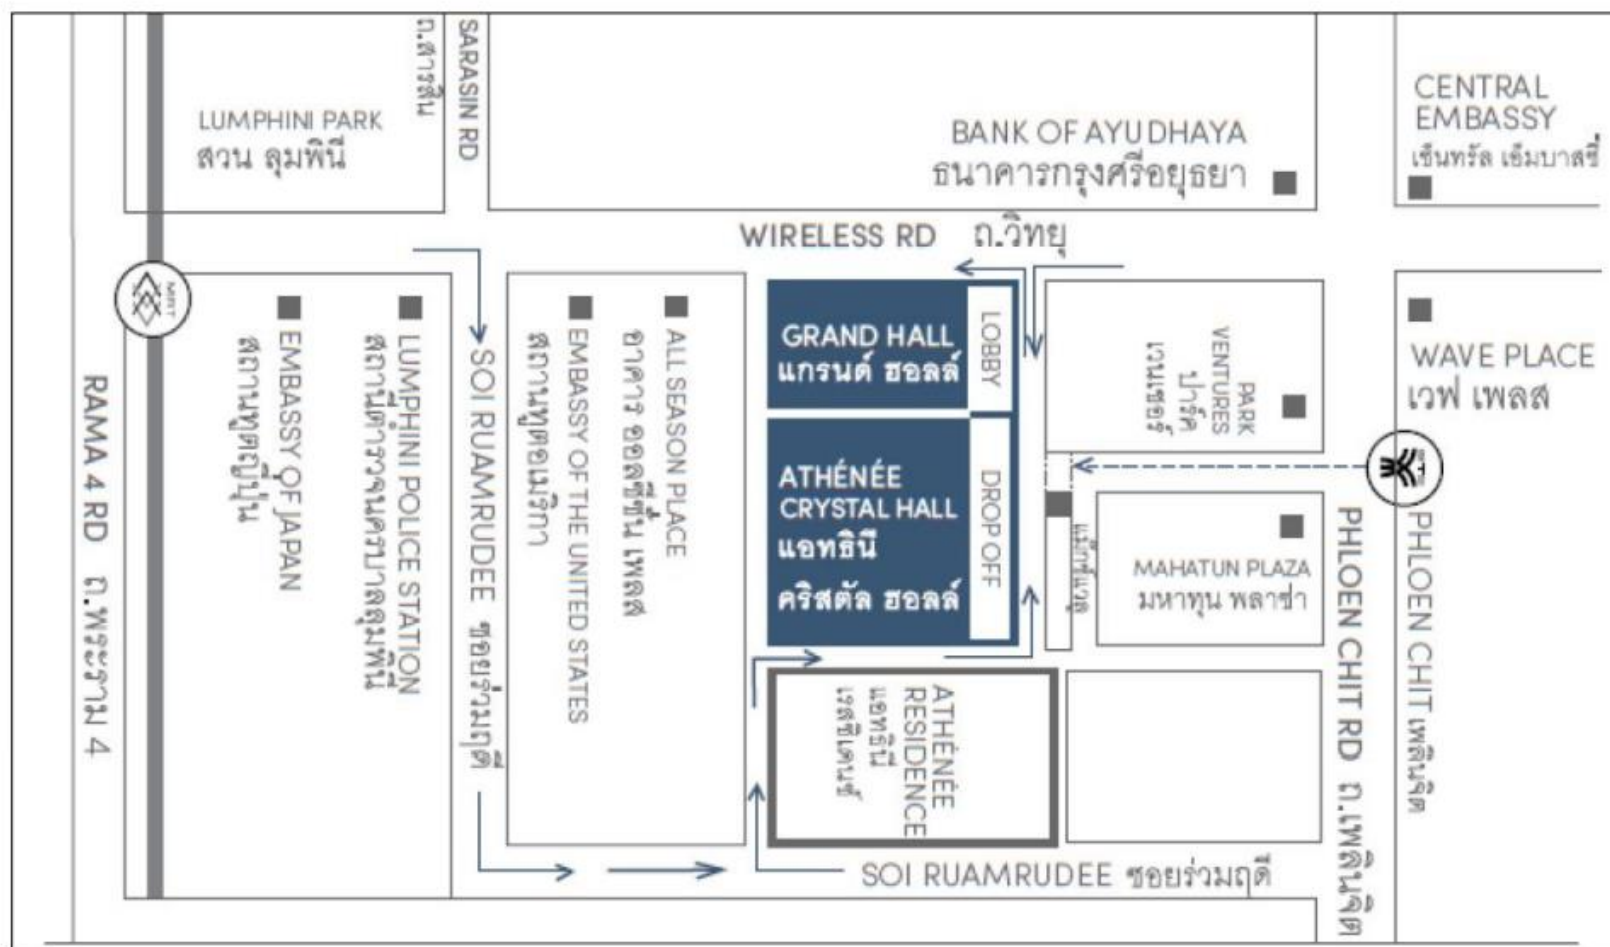 SARASIN RD
ถ.สารสิน
LUMPHINI PARK
สวน ลุมพินี
BANK OF AYUDHAYA
ธนาคารกรุงศรีอยุธยา
CENTRAL
EMBASSY
เซ็นทรัล เอ็มบาสซี่
WIRELESS RD ถ.วิทยุ
MRT
EMBASSY OF JAPAN
สถานทูตญี่ปุ่น
LUMPHINI POLICE STATION
สถานีตำรวจนครบาลลุมพินี
SOI RUAMRUDEE ซอยร่วมฤดี
EMBASSY OF THE UNITED STATES
สถานทูตอเมริกา
ALL SEASON PLACE
อาคาร ออลซีซั่น เพลส
GRAND HALL
แกรนด์ ฮอลล์
LOBBY
ATHÉNÉE
CRYSTAL HALL
แอทธินี
คริสตัล ฮอลล์
DROP OFF
PARK
VENTURES
ปาร์ค
เวนเชอร์
WAVE PLACE
เวฟ เพลส
BTS
แม็กซ์แวลู
MAHATUN PLAZA
มหาทุน พลาซ่า
ATHÉNÉE
RESIDENCE
แอทธินี
เรสซิเดนซ์
RAMA 4 RD ถ.พระราม 4
SOI RUAMRUDEE ซอยร่วมฤดี
PHLOEN CHIT RD ถ.เพลินจิต
PHLOEN CHIT เพลินจิต